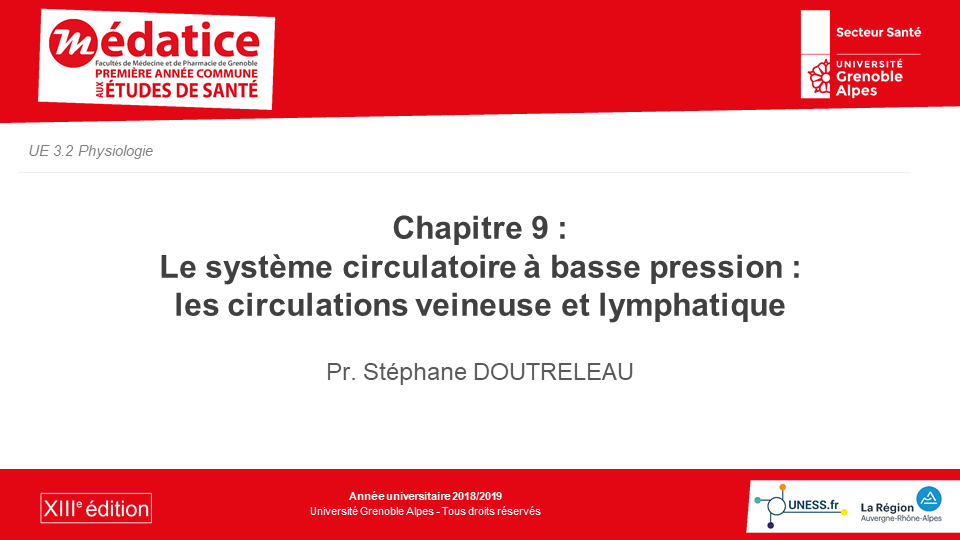 médatice
Facultés de Médecine et de Pharmacie de Grenoble
PREMIÈRE ANNÉE COMMUNE
AUX ÉTUDES DE SANTÉ
Secteur Santé
UNIVERSITÉ
Grenoble
Alpes
UE 3.2 Physiologie
Chapitre 9 :
Le système circulatoire à basse pression :
les circulations veineuse et lymphatique
Pr. Stéphane DOUTRELEAU
XIIIe édition
Année universitaire 2018/2019
Université Grenoble Alpes - Tous droits réservés
UNESS.fr
La Région
Auvergne-Rhône-Alpes